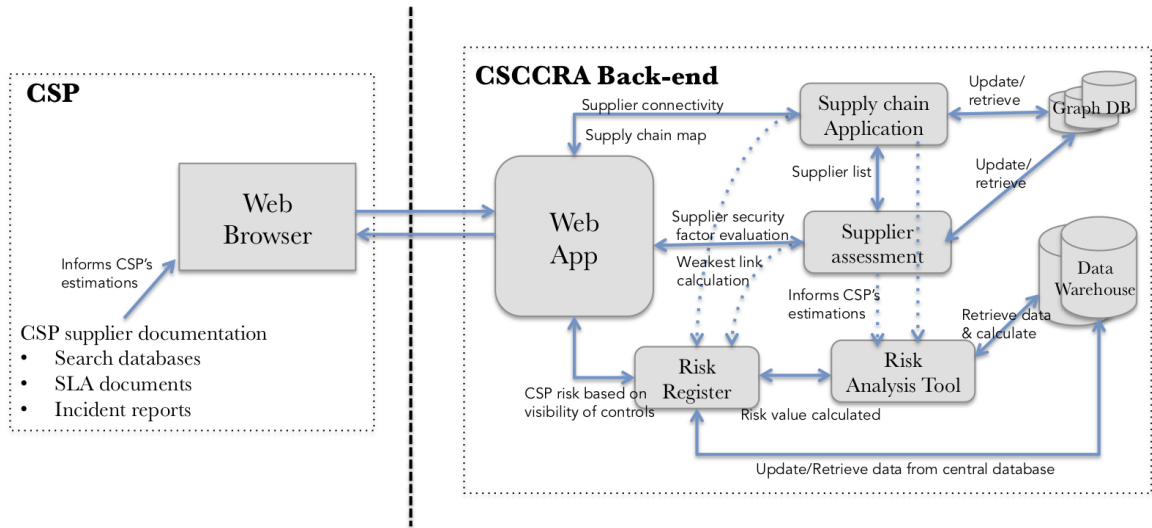 CSP
Web
Browser
Informs CSP's
estimations
CSP supplier documentation
• Search databases
• SLA documents
• Incident reports
CSCCRA Back-end
Supplier connectivity
Supply chain map
Supply chain
Application
Update/
retrieve
Graph DB
Supplier list
Update/
retrieve
Web
App
Supplier security
factor evaluation
Weakest link
calculation
Supplier
assessment
Data
Warehouse
Informs CSP's
estimations
Retrieve data
& calculate
Risk
Register
Risk
Analysis Tool
CSP risk based on
visibility of controls
Risk value calculated
Update/Retrieve data from central database